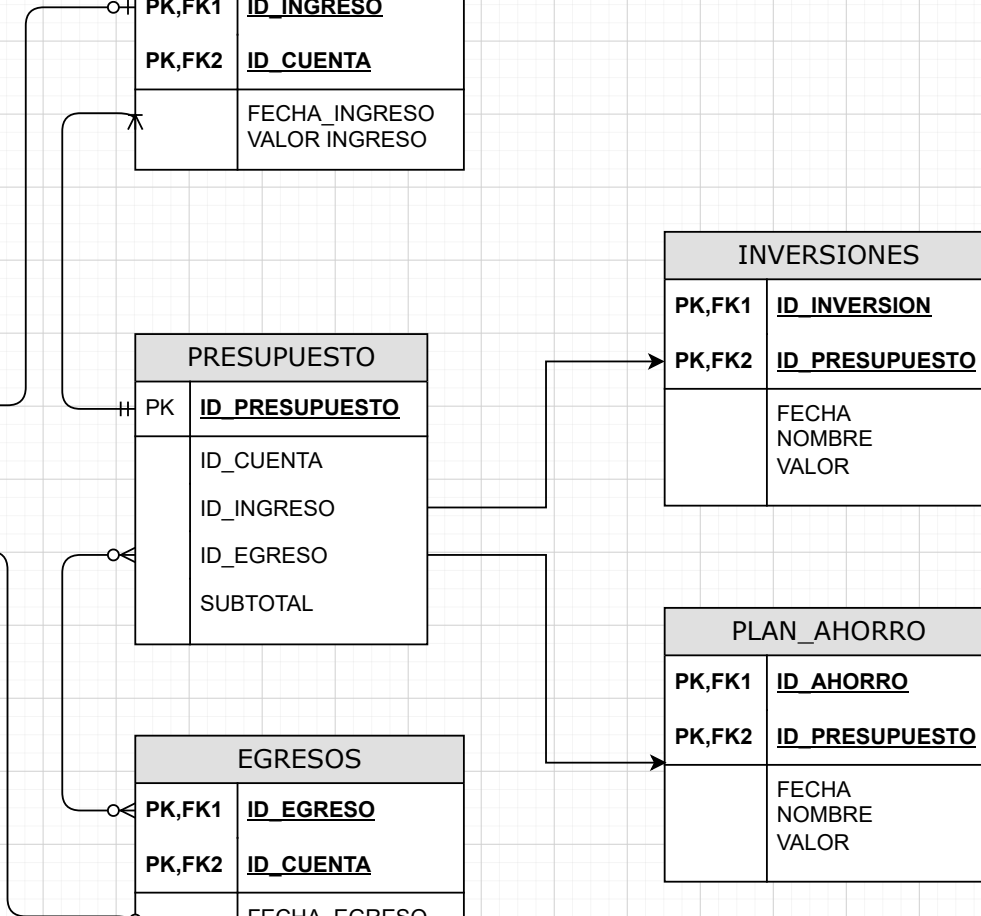 PK,FK1 ID_INGRESO
PK,FK2 ID_CUENTA
FECHA_INGRESO
VALOR INGRESO
INVERSIONES
PK,FK1 ID_INVERSION
PK,FK2 ID_PRESUPUESTO
FECHA
NOMBRE
VALOR
PRESUPUESTO
PK ID_PRESUPUESTO
ID_CUENTA
ID_INGRESO
ID_EGRESO
SUBTOTAL
PLAN_AHORRO
PK,FK1 ID_AHORRO
PK,FK2 ID_PRESUPUESTO
FECHA
NOMBRE
VALOR
EGRESOS
PK,FK1 ID_EGRESO
PK,FK2 ID_CUENTA
FECHA_EGRESO